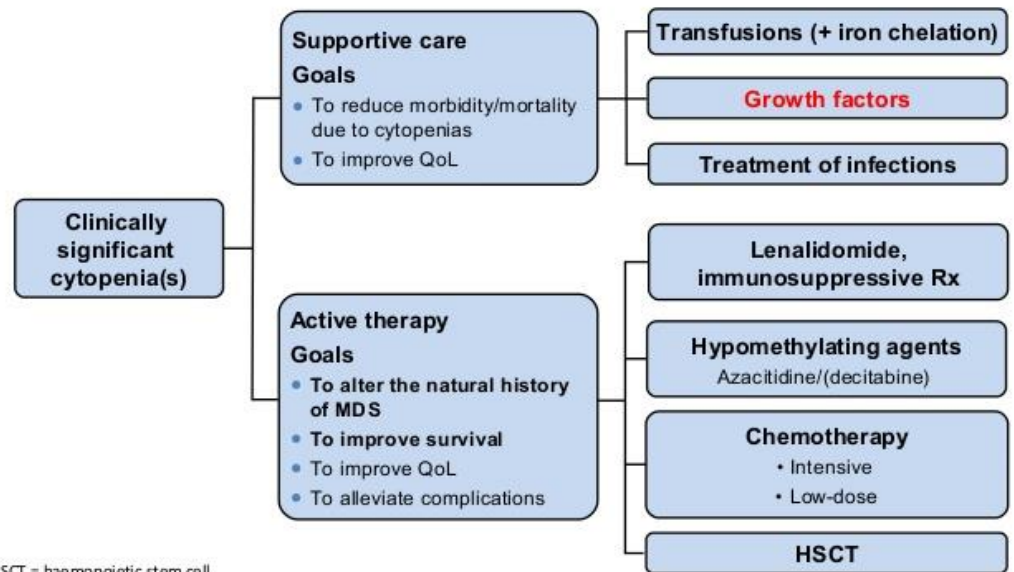 Clinically
significant
cytopenia(s)
Supportive care
Goals
• To reduce morbidity/mortality
due to cytopenias
• To improve QoL
Transfusions (+ iron chelation)
Growth factors
Treatment of infections
Active therapy
Goals
• To alter the natural history
of MDS
• To improve survival
• To improve QoL
• To alleviate complications
Lenalidomide,
immunosuppressive Rx
Hypomethylating agents
Azacitidine/(decitabine)
Chemotherapy
• Intensive
• Low-dose
HSCT